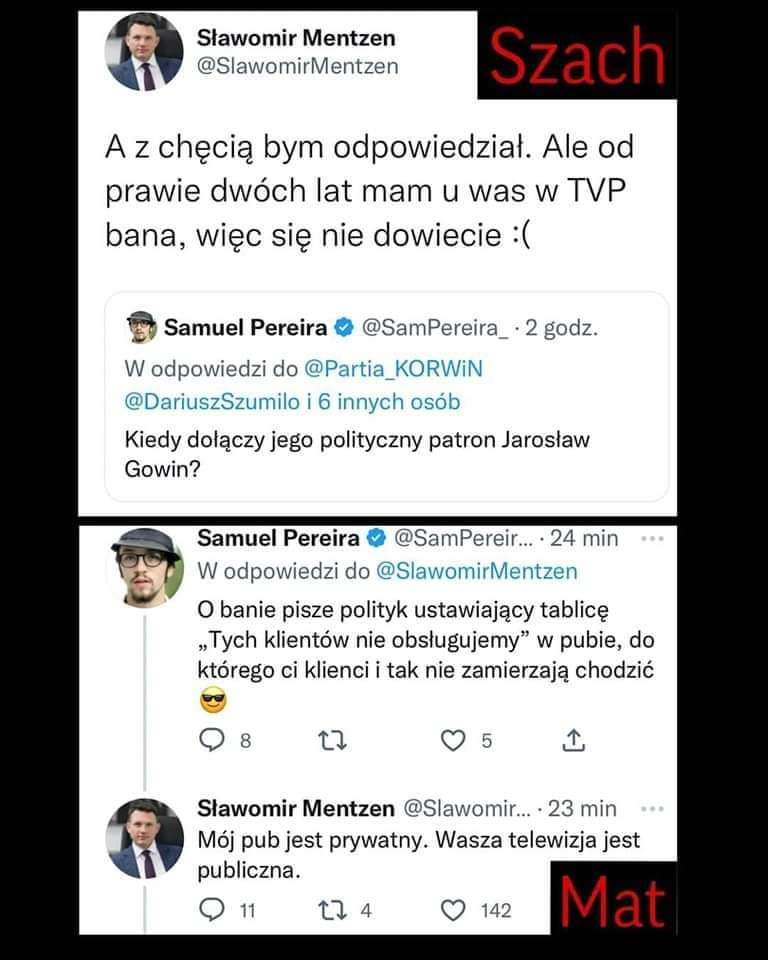 Sławomir Mentzen
@SlawomirMentzen
Szach
A z chęcią bym odpowiedział. Ale od
prawie dwóch lat mam u was w TVP
bana, więc się nie dowiecie :(
Samuel Pereira @SamPereira_ · 2 godz.
W odpowiedzi do @Partia_KORWiN
@DariuszSzumilo i 6 innych osób
Kiedy dołączy jego polityczny patron Jarosław
Gowin?
Samuel Pereira @SamPereir... · 24 min
W odpowiedzi do @SlawomirMentzen
O banie pisze polityk ustawiający tablicę
„Tych klientów nie obsługujemy” w pubie, do
którego ci klienci i tak nie zamierzają chodzić
😎
8 5
Sławomir Mentzen @Slawomir... · 23 min
Mój pub jest prywatny. Wasza telewizja jest
publiczna.
11 4 142
Mat